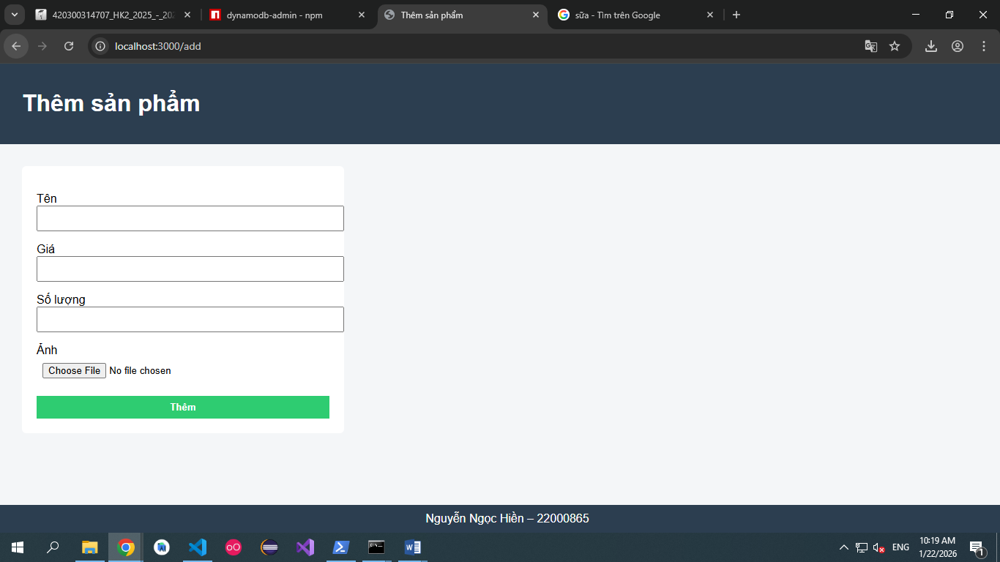 420300314707_HK2_2025_-_202
dynamodb-admin - npm
Thêm sản phẩm
sữa - Tìm trên Google
localhost:3000/add
Thêm sản phẩm
Tên
Giá
Số lượng
Ảnh
Choose File No file chosen
Thêm
Nguyễn Ngọc Hiền – 22000865
ENG
10:19 AM
1/22/2026
1